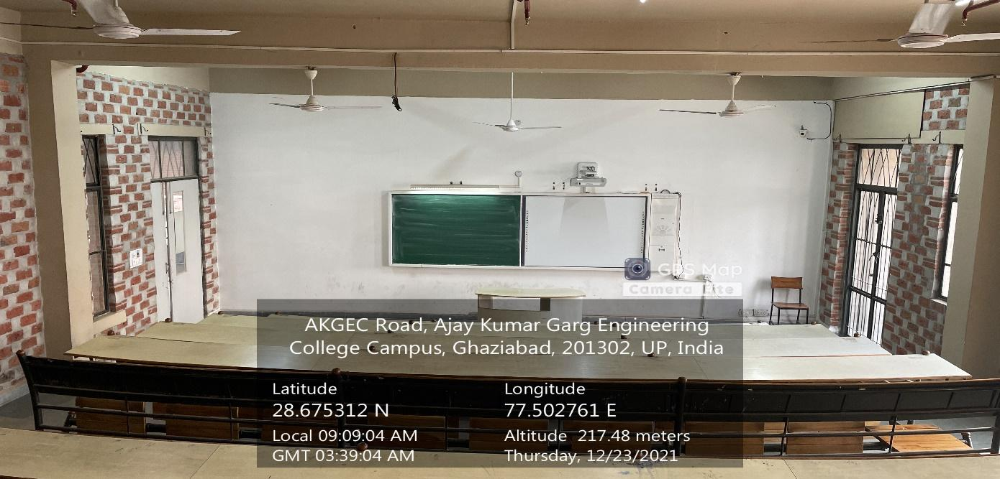 GPS Map
Camera Lite
AKGEC Road, Ajay Kumar Garg Engineering
College Campus, Ghaziabad, 201302, UP, India
Latitude
28.675312 N
Longitude
77.502761 E
Local 09:09:04 AM
GMT 03:39:04 AM
Altitude 217.48 meters
Thursday, 12/23/2021